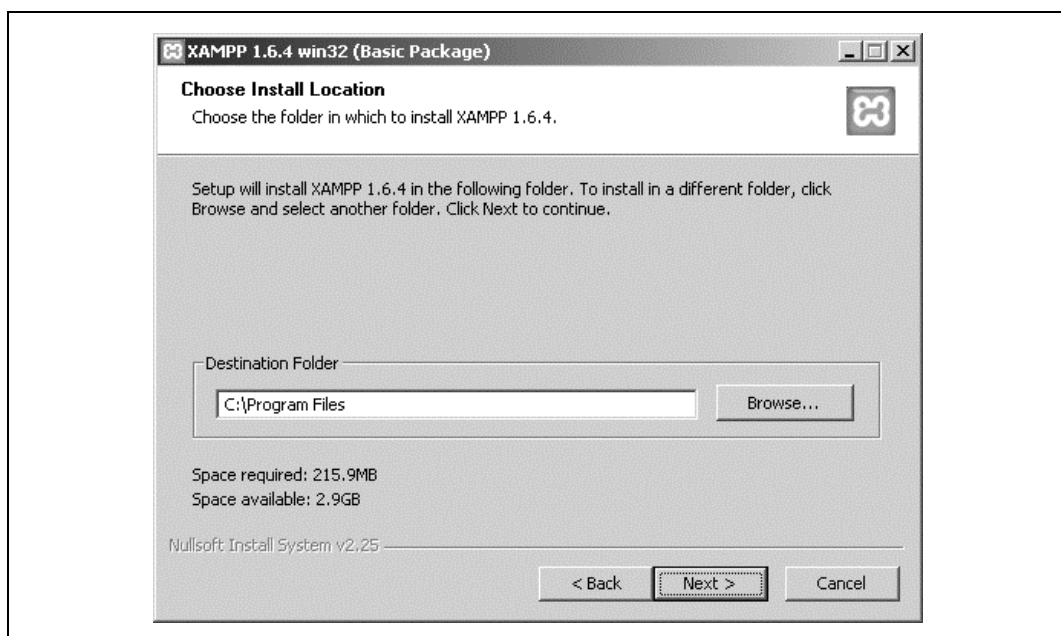 XAMPP 1.6.4 win32 (Basic Package)
Choose Install Location
Choose the folder in which to install XAMPP 1.6.4.
Setup will install XAMPP 1.6.4 in the following folder. To install in a different folder, click
Browse and select another folder. Click Next to continue.
Destination Folder
C:\Program Files
Browse...
Space required: 215.9MB
Space available: 2.9GB
Nullsoft Install System v2.25
< Back
Next >
Cancel